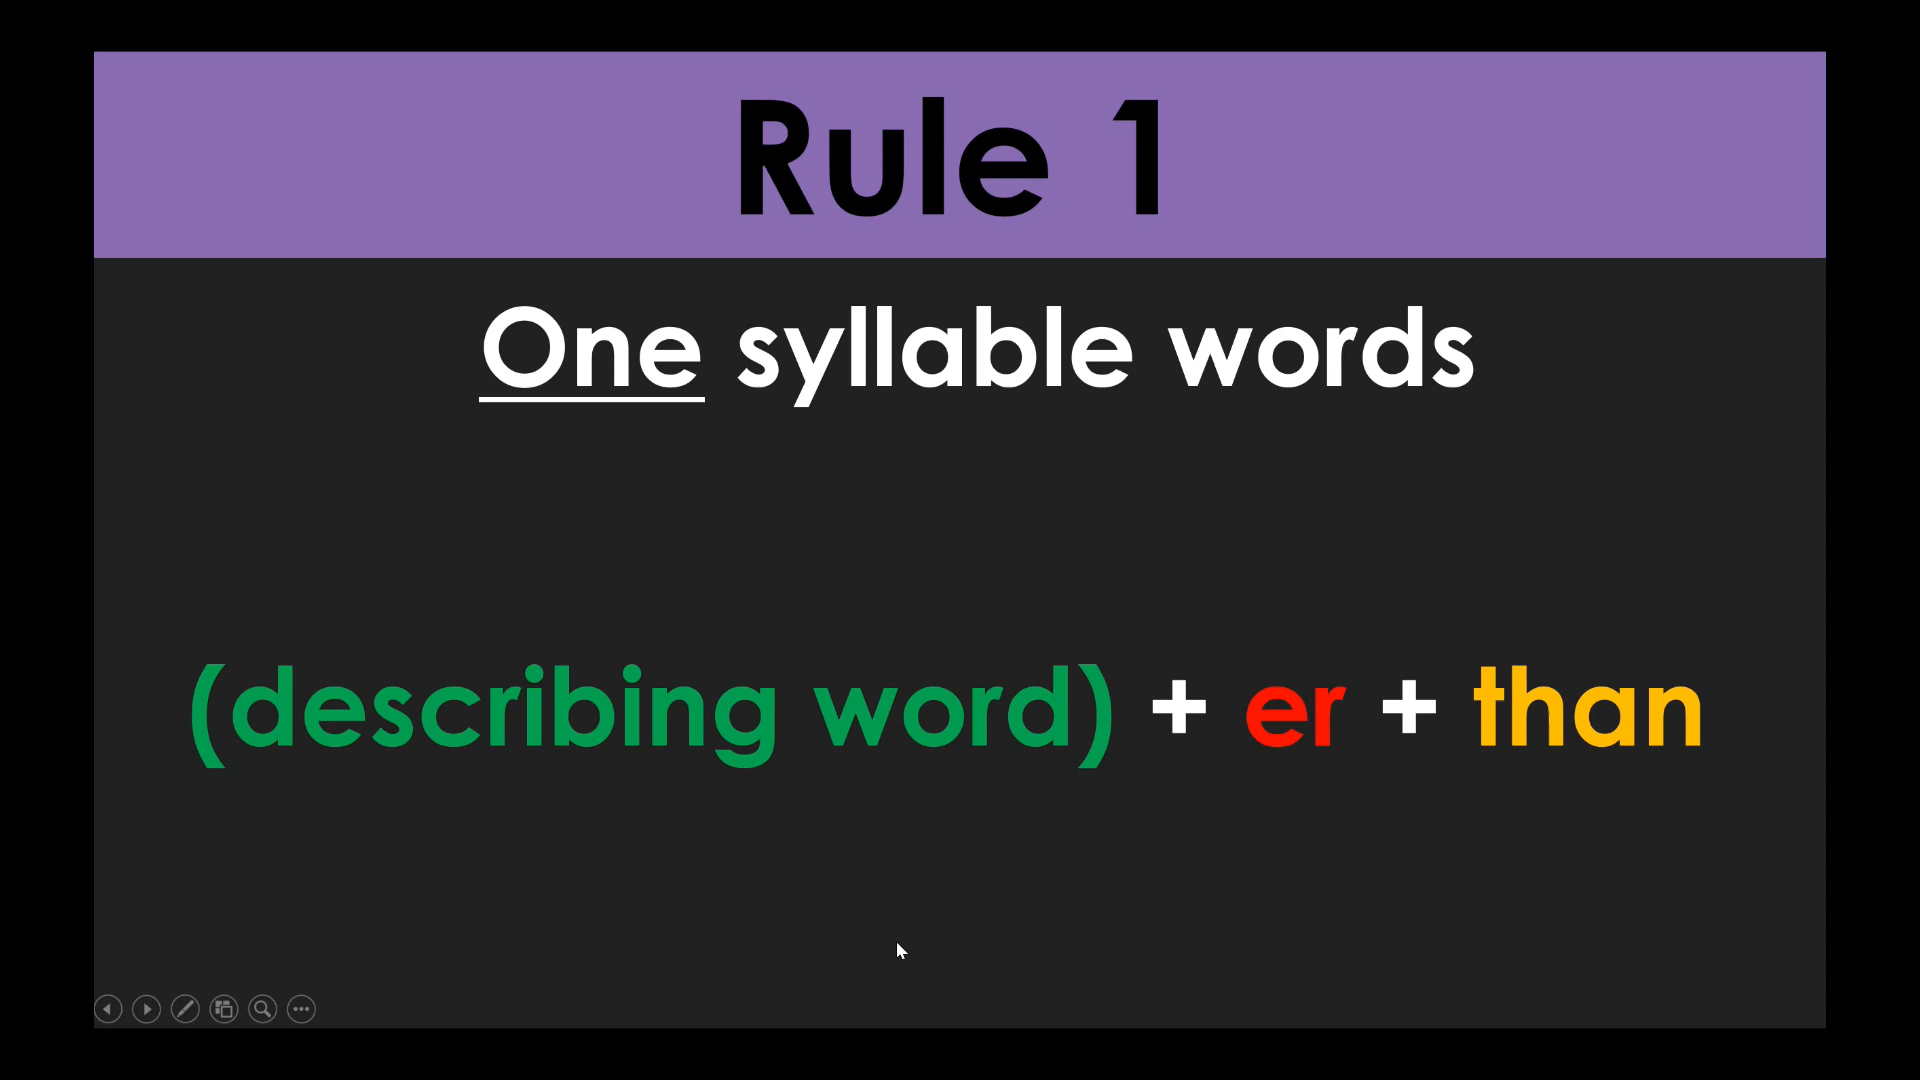 Rule 1
One syllable words
(describing word) + er + than